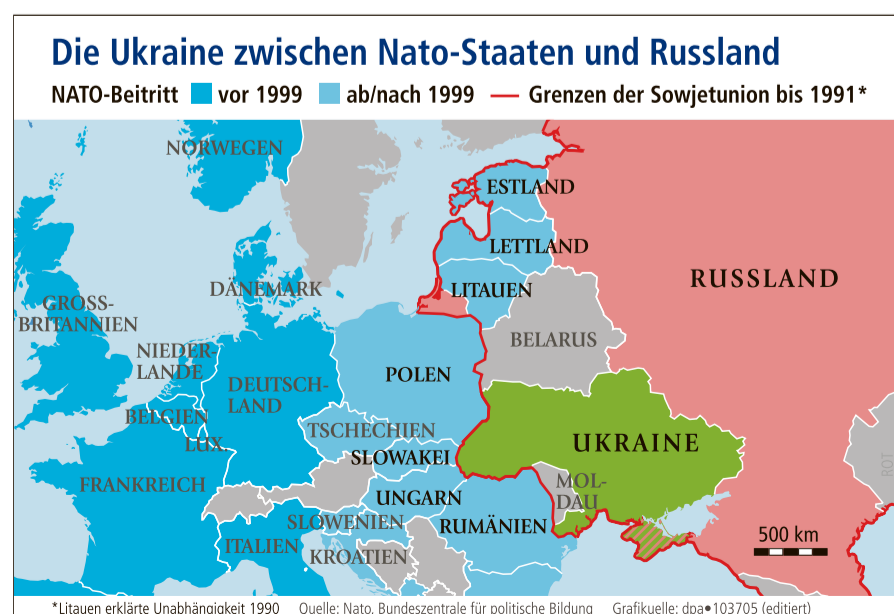 Die Ukraine zwischen Nato-Staaten und Russland
NATO-Beitritt vor 1999 ab/nach 1999 Grenzen der Sowjetunion bis 1991*
NORWEGEN
ESTLAND
LETTLAND
RUSSLAND
DÄNEMARK
LITAUEN
GROSS-
BRITANNIEN
BELARUS
NIEDER-
LANDE
POLEN
DEUTSCH-
LAND
BELGIEN
TSCHECHIEN
LUX.
UKRAINE
SLOWAKEI
FRANKREICH
MOL-
DAU
UNGARN
SLOWENIEN
RUMÄNIEN
ITALIEN
KROATIEN
500 km
RQT
*Litauen erklärte Unabhängigkeit 1990 Quelle: Nato, Bundeszentrale für politische Bildung Grafikuelle: dpa•103705 (editiert)